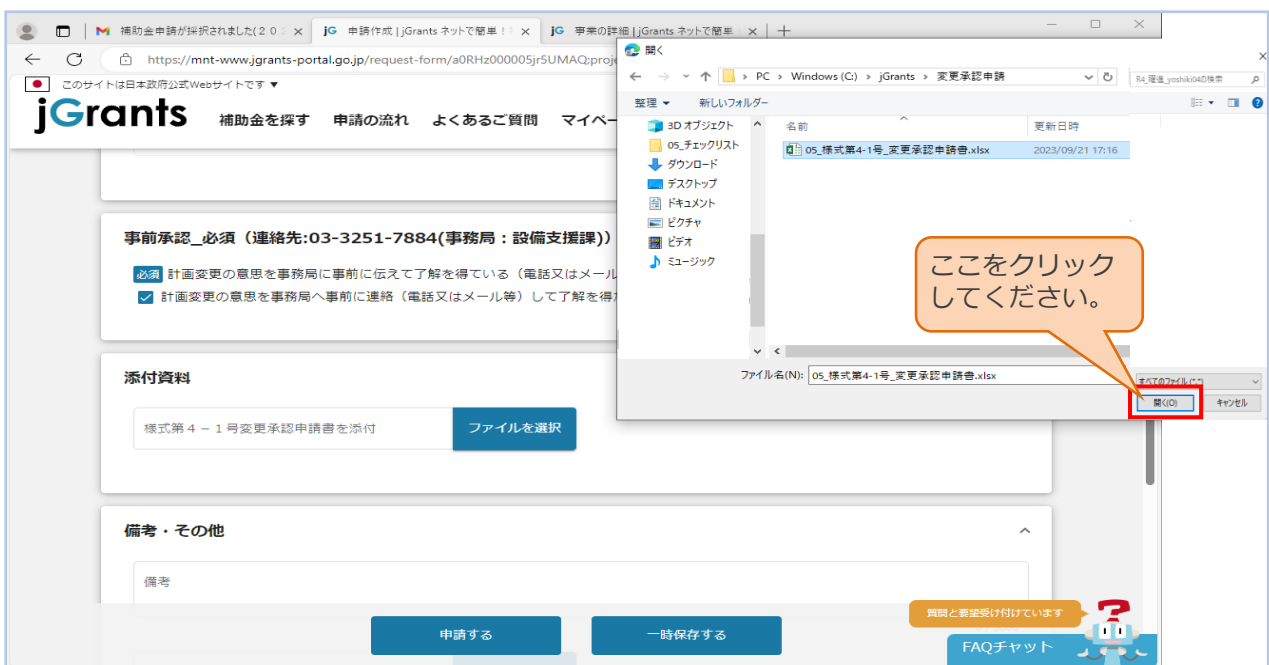 補助金申請が採択されました(２０２
jG 申請作成 | jGrants ネットで簡単！
jG 事業の詳細 | jGrants ネットで簡単
https://mnt-www.jgrants-portal.go.jp/request-form/a0RHz000005jr5UMAQ;proje
このサイトは日本政府公式Webサイトです ▼
jGrants
補助金を探す 申請の流れ よくあるご質問 マイペー
事前承認_必須（連絡先:03-3251-7884(事務局：設備支援課)）
必須 計画変更の意思を事務局に事前に伝えて了解を得ている（電話又はメール
計画変更の意思を事務局へ事前に連絡（電話又はメール等）して了解を得
添付資料
様式第４－１号変更承認申請書を添付
ファイルを選択
備考・その他
備考
申請する
一時保存する
質問と要望受け付けています
FAQチャット
開く
PC › Windows (C:) › jGrants › 変更承認申請
整理 ▼ 新しいフォルダー
3D オブジェクト
05_チェックリスト
ダウンロード
デスクトップ
ドキュメント
ピクチャ
ビデオ
ミュージック
名前
更新日時
05_様式第4-1号_変更承認申請書.xlsx
2023/09/21 17:16
ここをクリック
してください。
ファイル名(N): 05_様式第4-1号_変更承認申請書.xlsx
すべてのファイル (*.*)
開く(O)
キャンセル